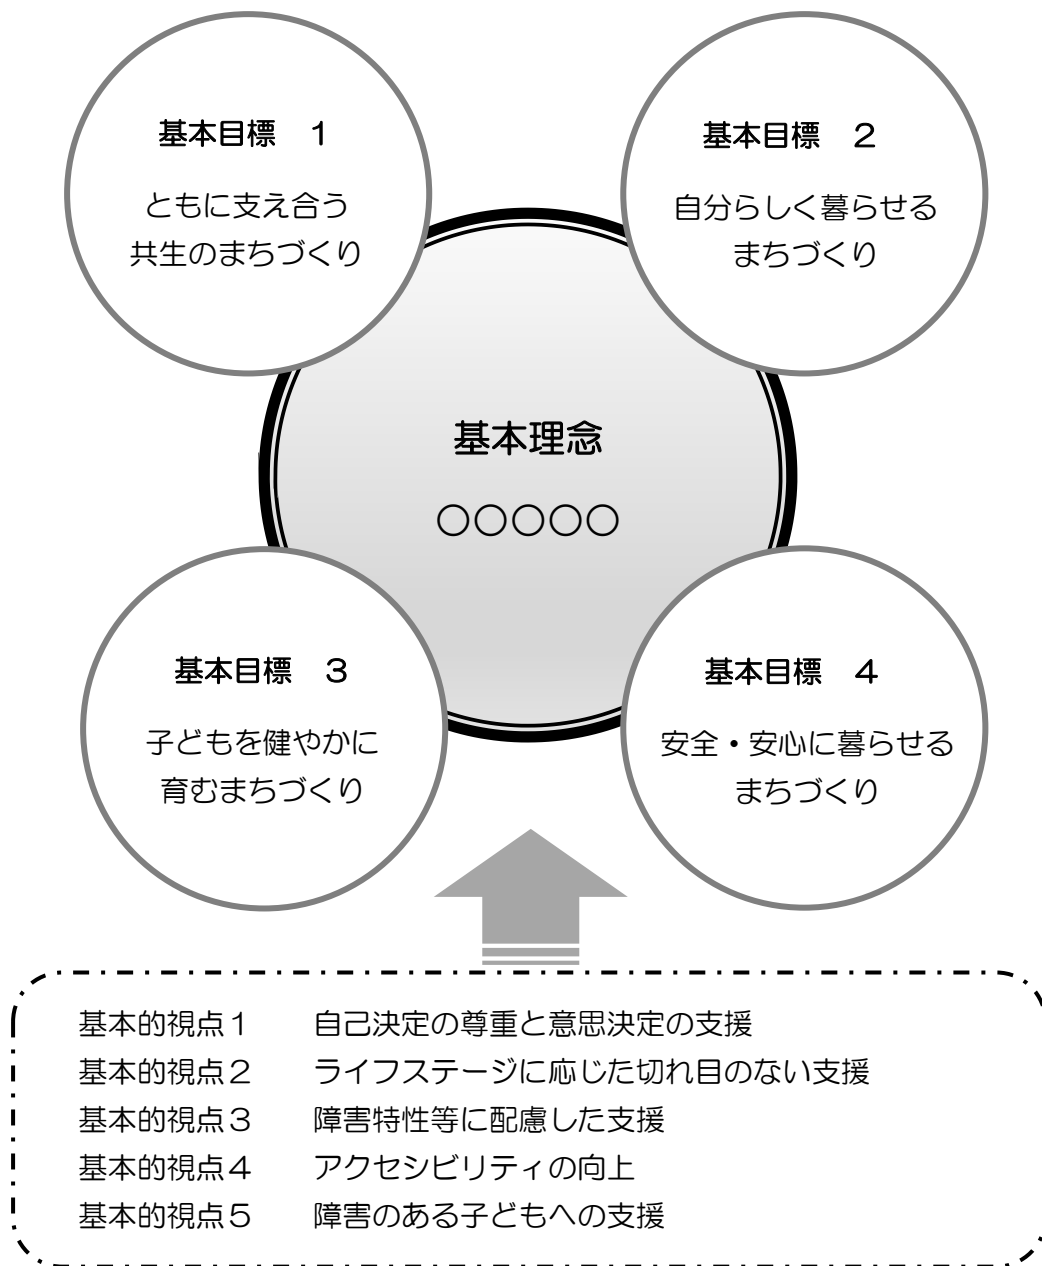 基本目標　1
ともに支え合う
共生のまちづくり
基本目標　2
自分らしく暮らせる
まちづくり
基本理念
○○○○○
基本目標　3
子どもを健やかに
育むまちづくり
基本目標　4
安全・安心に暮らせる
まちづくり
基本的視点１　自己決定の尊重と意思決定の支援
基本的視点２　ライフステージに応じた切れ目のない支援
基本的視点３　障害特性等に配慮した支援
基本的視点４　アクセシビリティの向上
基本的視点５　障害のある子どもへの支援